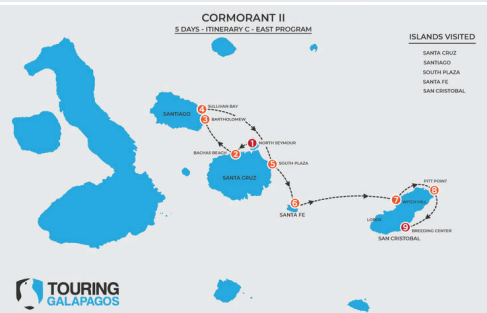 CORMORANT II
5 DAYS - ITINERARY C - EAST PROGRAM
ISLANDS VISITED
SANTA CRUZ
SANTIAGO
SOUTH PLAZA
SANTA FE
SAN CRISTOBAL
4 SULLIVAN BAY
SANTIAGO
3 BARTHOLOMEW
1 NORTH SEYMOUR
BACHAS BEACH 2
5 SOUTH PLAZA
SANTA CRUZ
PITT POINT
8
7 WITCH HILL
6
SANTA FE
LOBOS
9 BREEDING CENTER
SAN CRISTOBAL
TOURING
GALAPAGOS